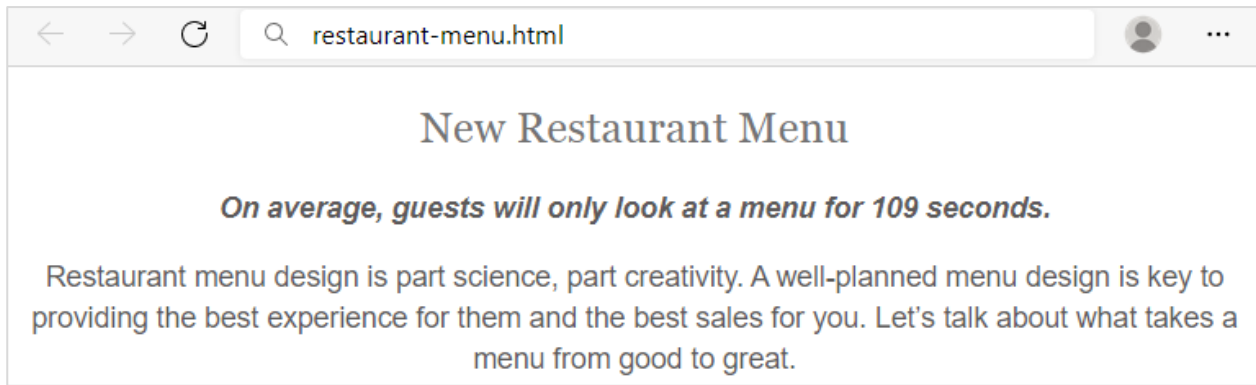 restaurant-menu.html
New Restaurant Menu
On average, guests will only look at a menu for 109 seconds.
Restaurant menu design is part science, part creativity. A well-planned menu design is key to
providing the best experience for them and the best sales for you. Let’s talk about what takes a
menu from good to great.